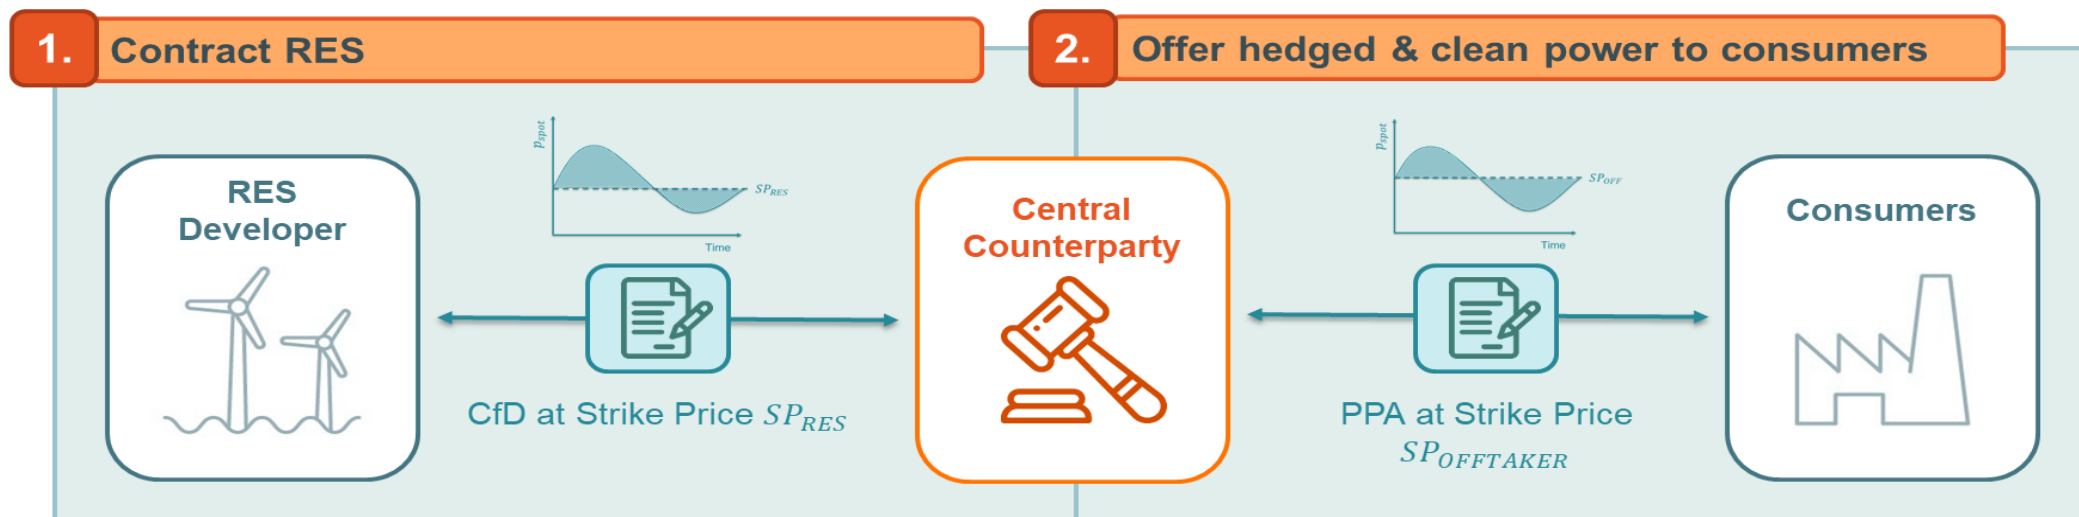 1. Contract RES
2. Offer hedged & clean power to consumers
RES
Developer
p_spot
SP_RES
Time
CfD at Strike Price SP_RES
Central
Counterparty
p_spot
SP_OFF
Time
PPA at Strike Price
SP_OFFTAKER
Consumers